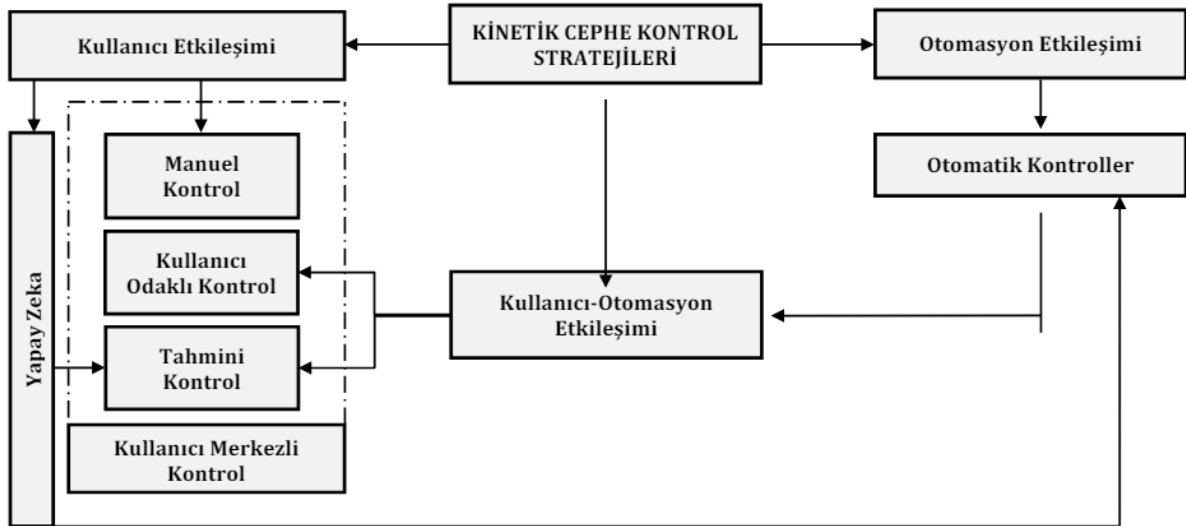 KİNETİK CEPHE KONTROL
STRATEJİLERİ
Kullanıcı Etkileşimi
Otomasyon Etkileşimi
Manuel
Kontrol
Otomatik Kontroller
Kullanıcı
Odaklı Kontrol
Kullanıcı-Otomasyon
Etkileşimi
Yapay Zeka
Tahmini
Kontrol
Kullanıcı Merkezli
Kontrol